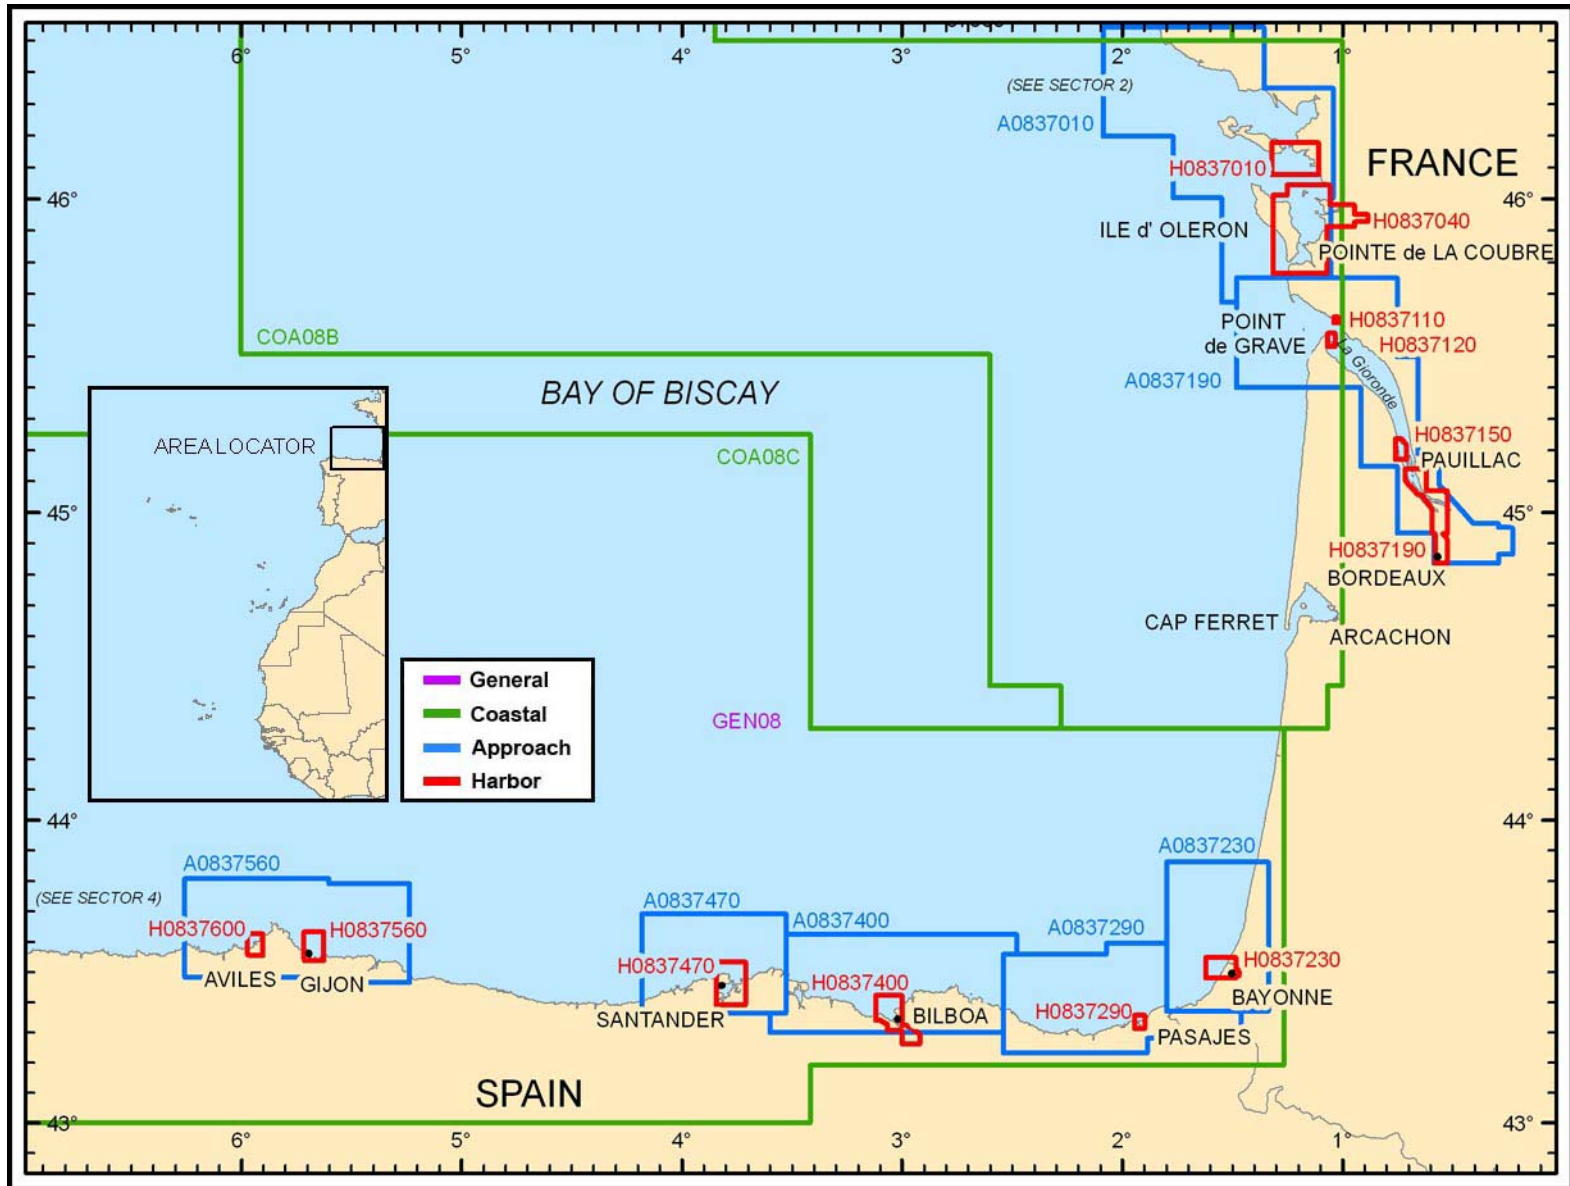 6°
5°
4°
3°
2°
1°
(SEE SECTOR 2)
A0837010
FRANCE
H0837010
46°
46°
H0837040
ILE d' OLERON
POINTE de LA COUBRE
POINT
de GRAVE
H0837110
H0837120
La Gioronde
COA08B
A0837190
BAY OF BISCAY
AREA LOCATOR
COA08C
H0837150
PAUILLAC
45°
45°
H0837190
BORDEAUX
CAP FERRET
ARCACHON
General
Coastal
Approach
Harbor
GEN08
44°
44°
A0837560
(SEE SECTOR 4)
H0837600
H0837560
AVILES
GIJON
A0837470
A0837400
A0837290
A0837230
H0837470
H0837400
H0837230
SANTANDER
BILBOA
H0837290
BAYONNE
PASAJES
SPAIN
43°
43°
6°
5°
4°
3°
2°
1°